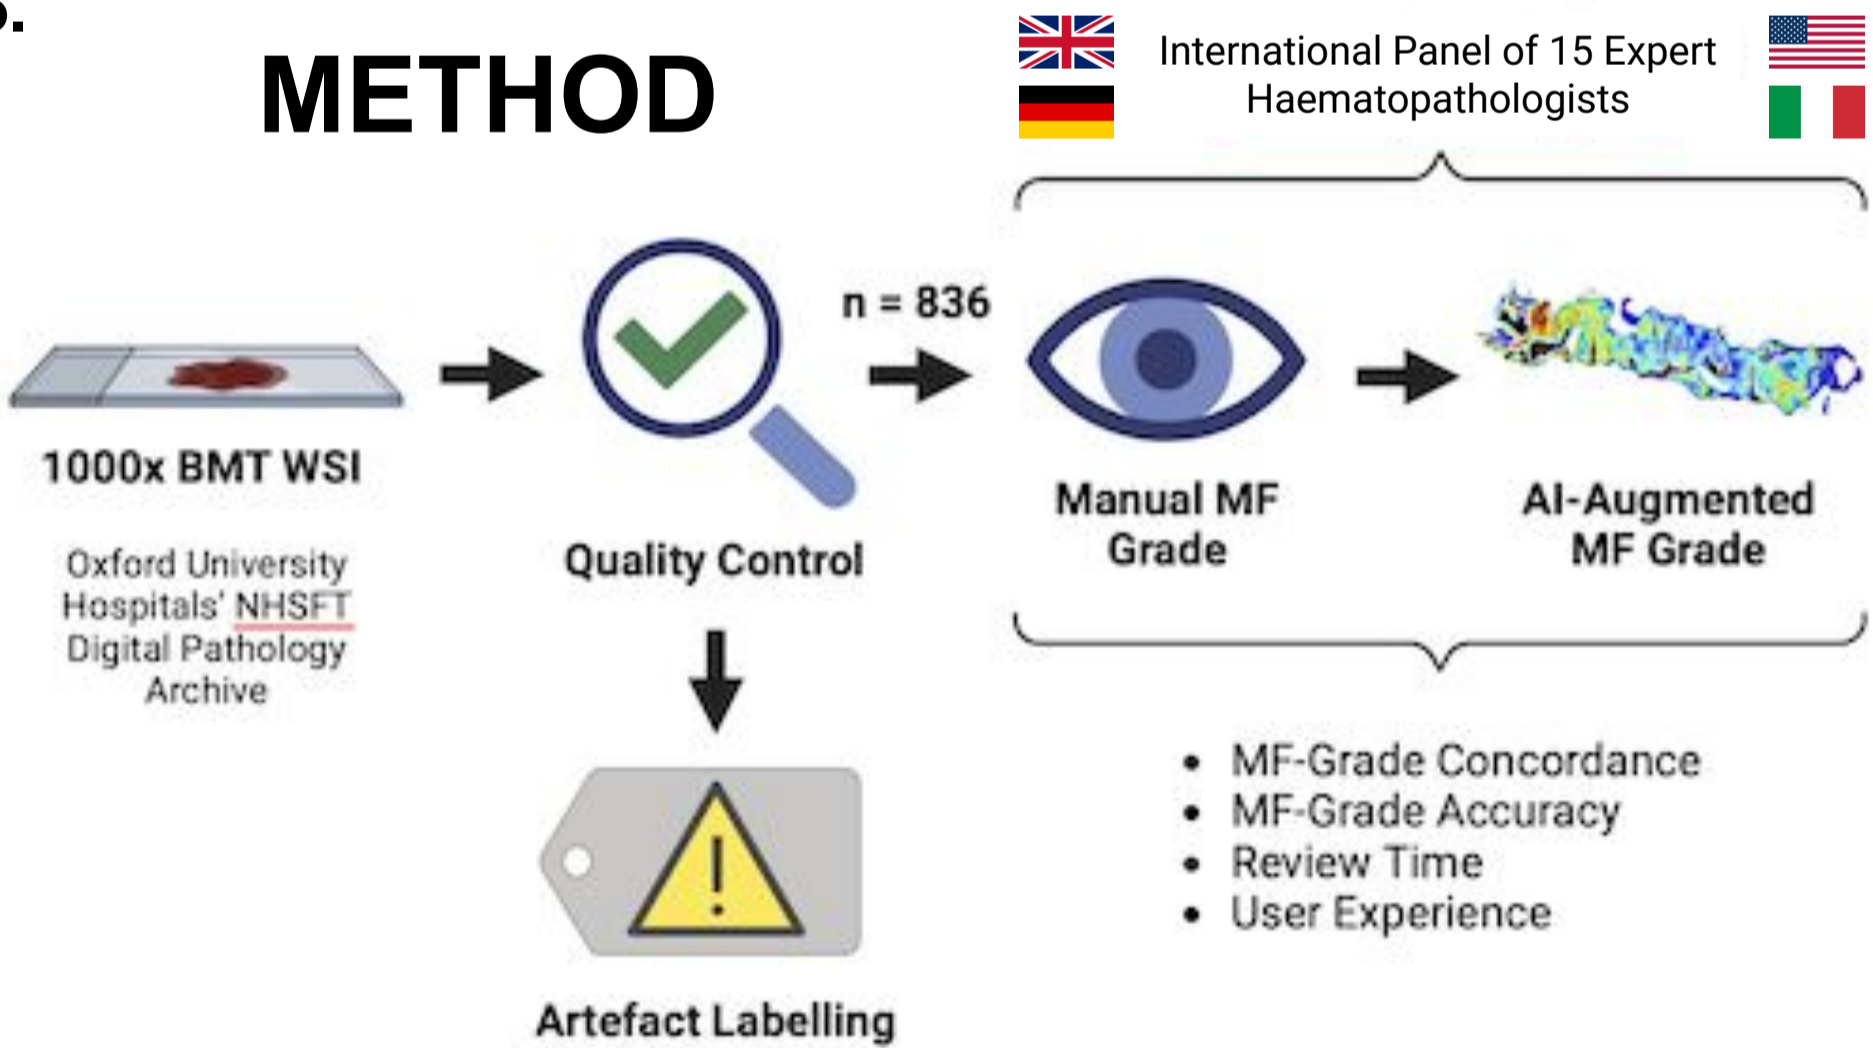 METHOD
International Panel of 15 Expert
Haematopathologists
1000x BMT WSI
Oxford University
Hospitals' NHSFT
Digital Pathology
Archive
Quality Control
n = 836
Artefact Labelling
Manual MF
Grade
AI-Augmented
MF Grade
• MF-Grade Concordance
• MF-Grade Accuracy
• Review Time
• User Experience